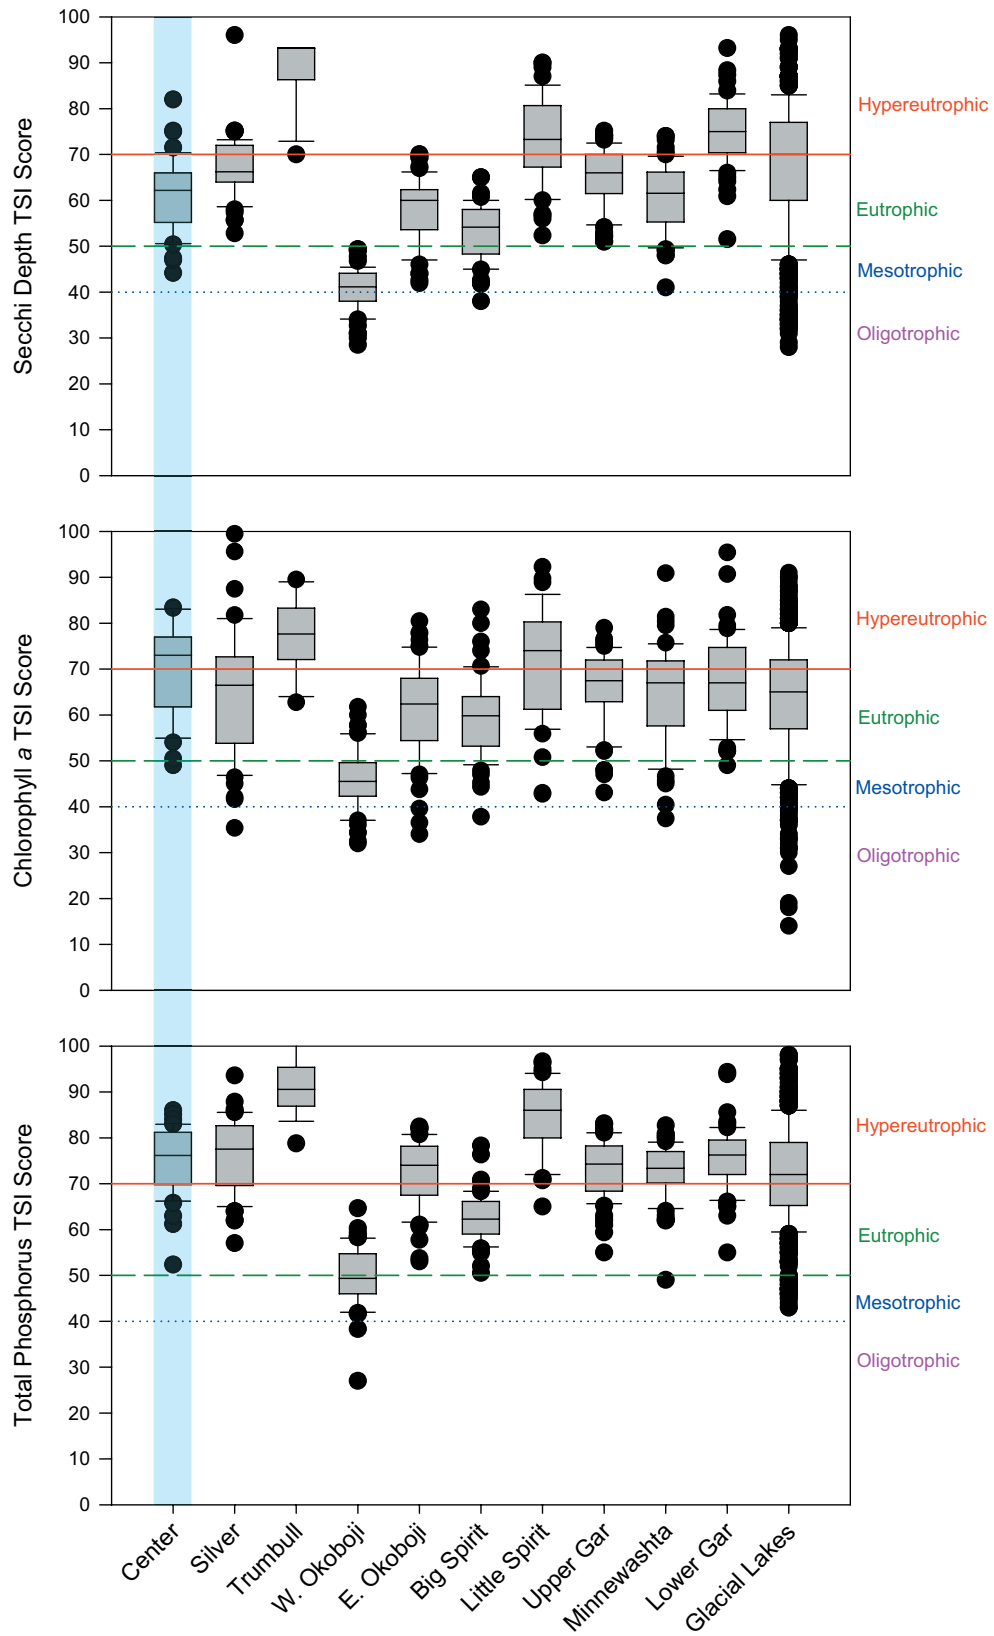 Secchi Depth TSI Score
100
90
80
70
60
50
40
30
20
10
0
Hypereutrophic
Eutrophic
Mesotrophic
Oligotrophic
Chlorophyll a TSI Score
100
90
80
70
60
50
40
30
20
10
0
Hypereutrophic
Eutrophic
Mesotrophic
Oligotrophic
Total Phosphorus TSI Score
100
90
80
70
60
50
40
30
20
10
0
Hypereutrophic
Eutrophic
Mesotrophic
Oligotrophic
Center
Silver
Trumbull
W. Okoboji
E. Okoboji
Big Spirit
Little Spirit
Upper Gar
Minnewashta
Lower Gar
Glacial Lakes